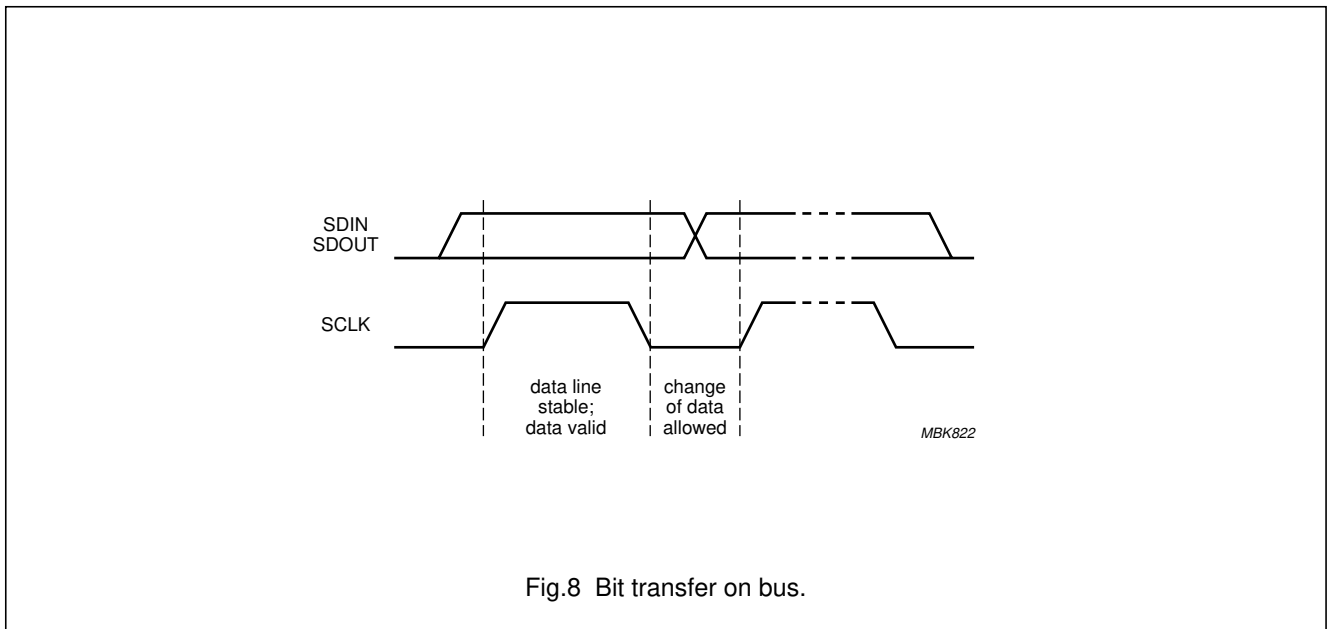 SDIN
SDOUT
SCLK
data line
stable;
data valid
change
of data
allowed
MBK822
Fig.8 Bit transfer on bus.